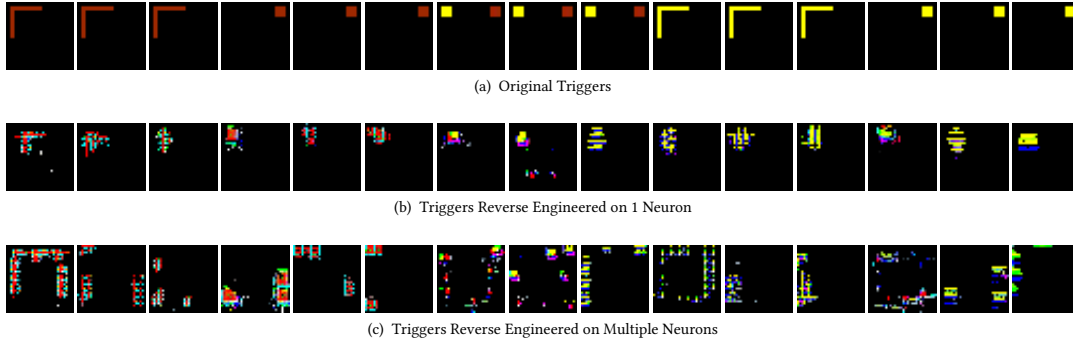 (a) Original Triggers
(b) Triggers Reverse Engineered on 1 Neuron
(c) Triggers Reverse Engineered on Multiple Neurons